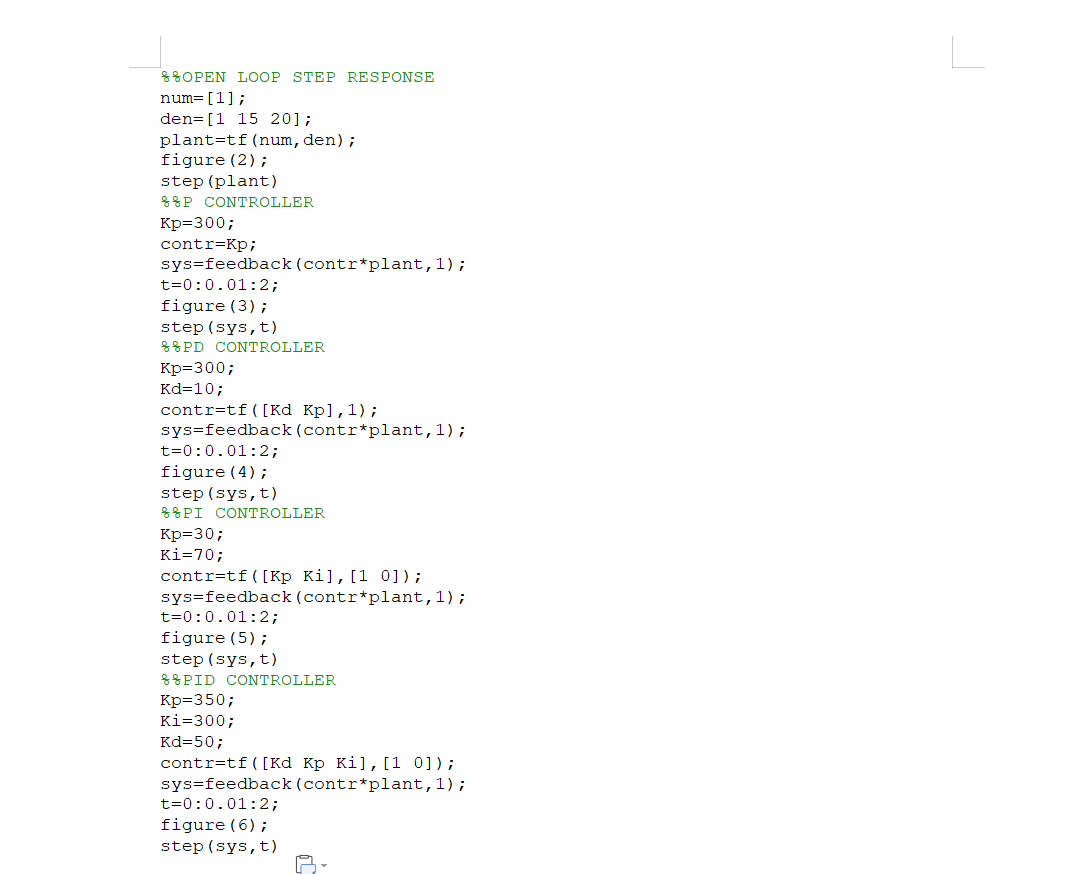 %%OPEN LOOP STEP RESPONSE
num=[1];
den=[1 15 20];
plant=tf(num,den);
figure(2);
step(plant)
%%P CONTROLLER
Kp=300;
contr=Kp;
sys=feedback(contr*plant,1);
t=0:0.01:2;
figure(3);
step(sys,t)
%%PD CONTROLLER
Kp=300;
Kd=10;
contr=tf([Kd Kp],1);
sys=feedback(contr*plant,1);
t=0:0.01:2;
figure(4);
step(sys,t)
%%PI CONTROLLER
Kp=30;
Ki=70;
contr=tf([Kp Ki],[1 0]);
sys=feedback(contr*plant,1);
t=0:0.01:2;
figure(5);
step(sys,t)
%%PID CONTROLLER
Kp=350;
Ki=300;
Kd=50;
contr=tf([Kd Kp Ki],[1 0]);
sys=feedback(contr*plant,1);
t=0:0.01:2;
figure(6);
step(sys,t)